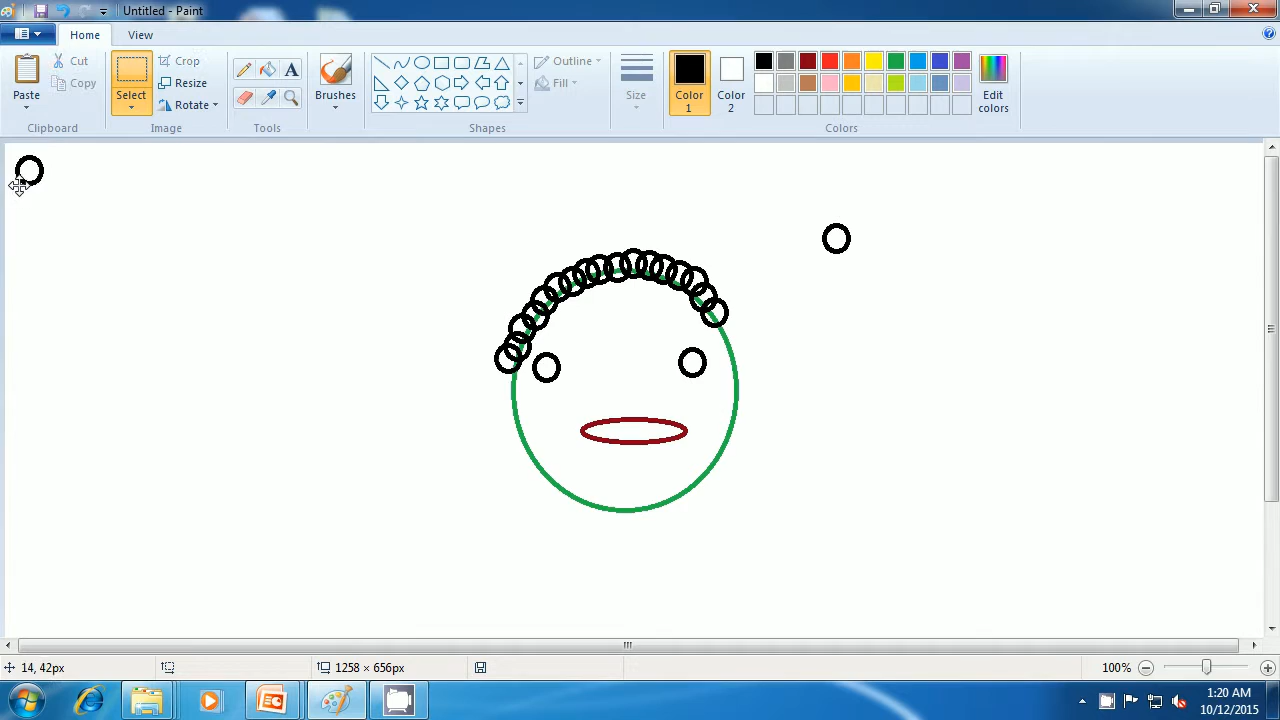 Untitled - Paint
Home
View
Paste
Cut
Copy
Clipboard
Select
Crop
Resize
Rotate
Image
A
Tools
Brushes
Outline
Fill
Shapes
Size
Color
1
Color
2
Edit
colors
Colors
14, 42px
1258 × 656px
100%
1:20 AM
10/12/2015